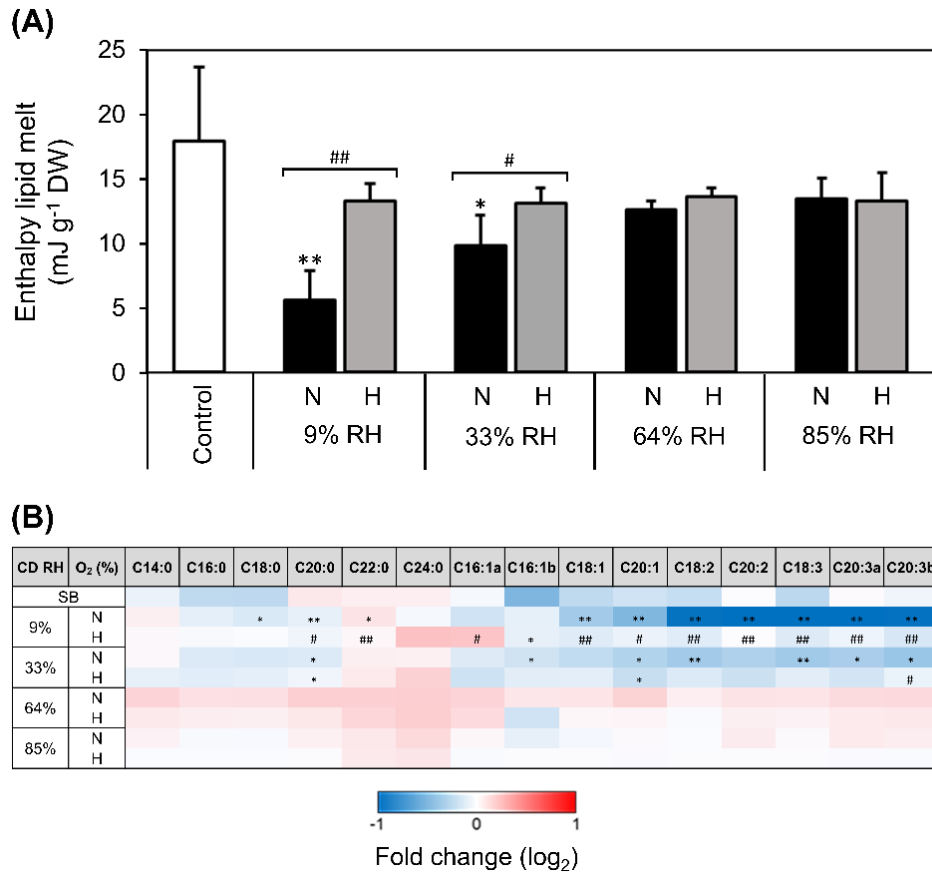 (A)
25
20
15
10
5
0
Enthalpy lipid melt
(mJ g⁻¹ DW)
##
#
**
*
Control
N H N H N H N H
9% RH 33% RH 64% RH 85% RH
(B)
CD RH O₂ (%) C14:0 C16:0 C18:0 C20:0 C22:0 C24:0 C16:1a C16:1b C18:1 C20:1 C18:2 C20:2 C18:3 C20:3a C20:3b
SB
9% N * ** * ** ** ** ** ** ** **
H # ## # * ## # ## ## ## ## ##
33% N * * * ** ** * *
H * * #
64% N
H
85% N
H
-1 0 1
Fold change (log₂)